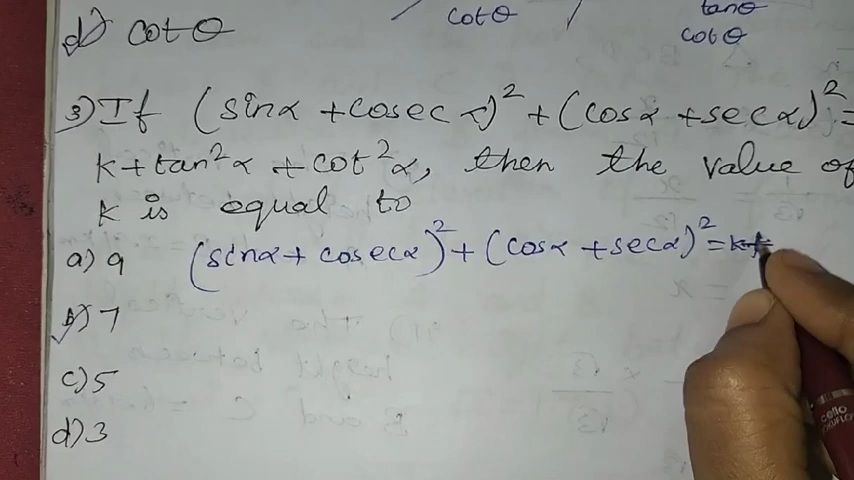 d) cotθ
cotθ
tanθ
cotθ
3) If (sinα + cosec α)² + (cosα + secα)² =
k + tan²α + cot²α, then the value of
k is equal to
a) 9 (sinα + cosecα)² + (cosα + secα)² =
b) 7
c) 5
d) 3
cello